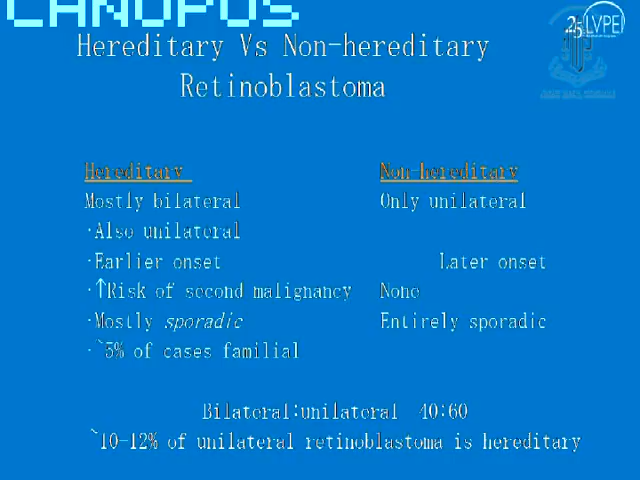 CANOPUS
25 LVPEI
Hereditary Vs Non-hereditary
Retinoblastoma
Hereditary Non-hereditary
Mostly bilateral Only unilateral
·Also unilateral
·Earlier onset Later onset
·↑Risk of second malignancy None
·Mostly sporadic Entirely sporadic
·~5% of cases familial
Bilateral:unilateral 40:60
~10-12% of unilateral retinoblastoma is hereditary